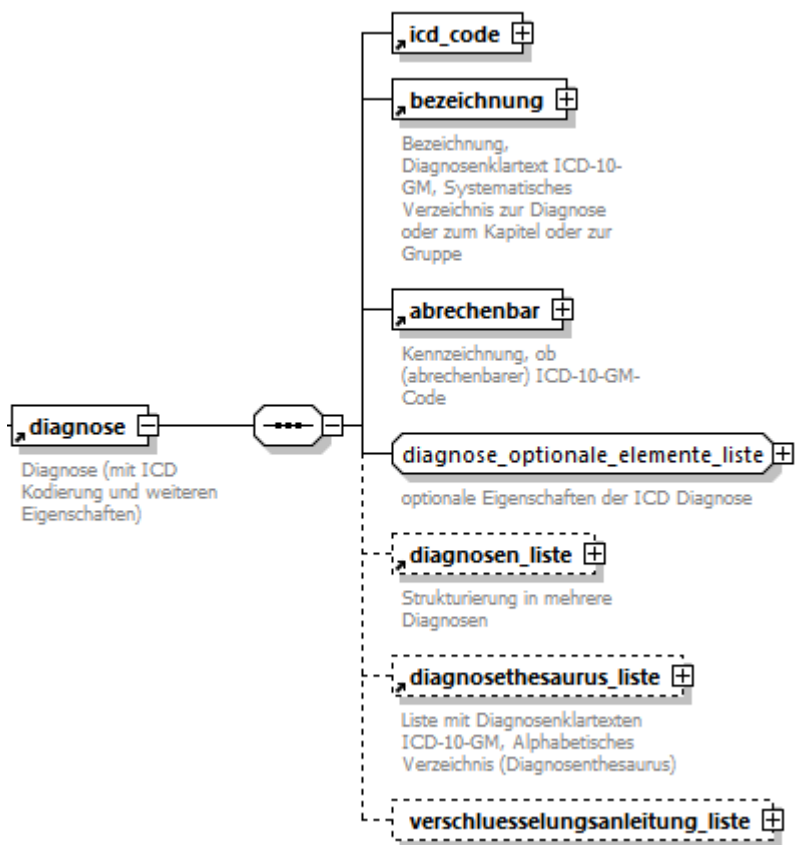 icd_code
bezeichnung
Bezeichnung,
Diagnosenklartext ICD-10-
GM, Systematisches
Verzeichnis zur Diagnose
oder zum Kapitel oder zur
Gruppe
abrechenbar
Kennzeichnung, ob
(abrechenbarer) ICD-10-GM-
Code
diagnose
Diagnose (mit ICD
Kodierung und weiteren
Eigenschaften)
diagnose_optionale_elemente_liste
optionale Eigenschaften der ICD Diagnose
diagnosen_liste
Strukturierung in mehrere
Diagnosen
diagnosethesaurus_liste
Liste mit Diagnosenklartexten
ICD-10-GM, Alphabetisches
Verzeichnis (Diagnosenthesaurus)
verschluesselungsanleitung_liste